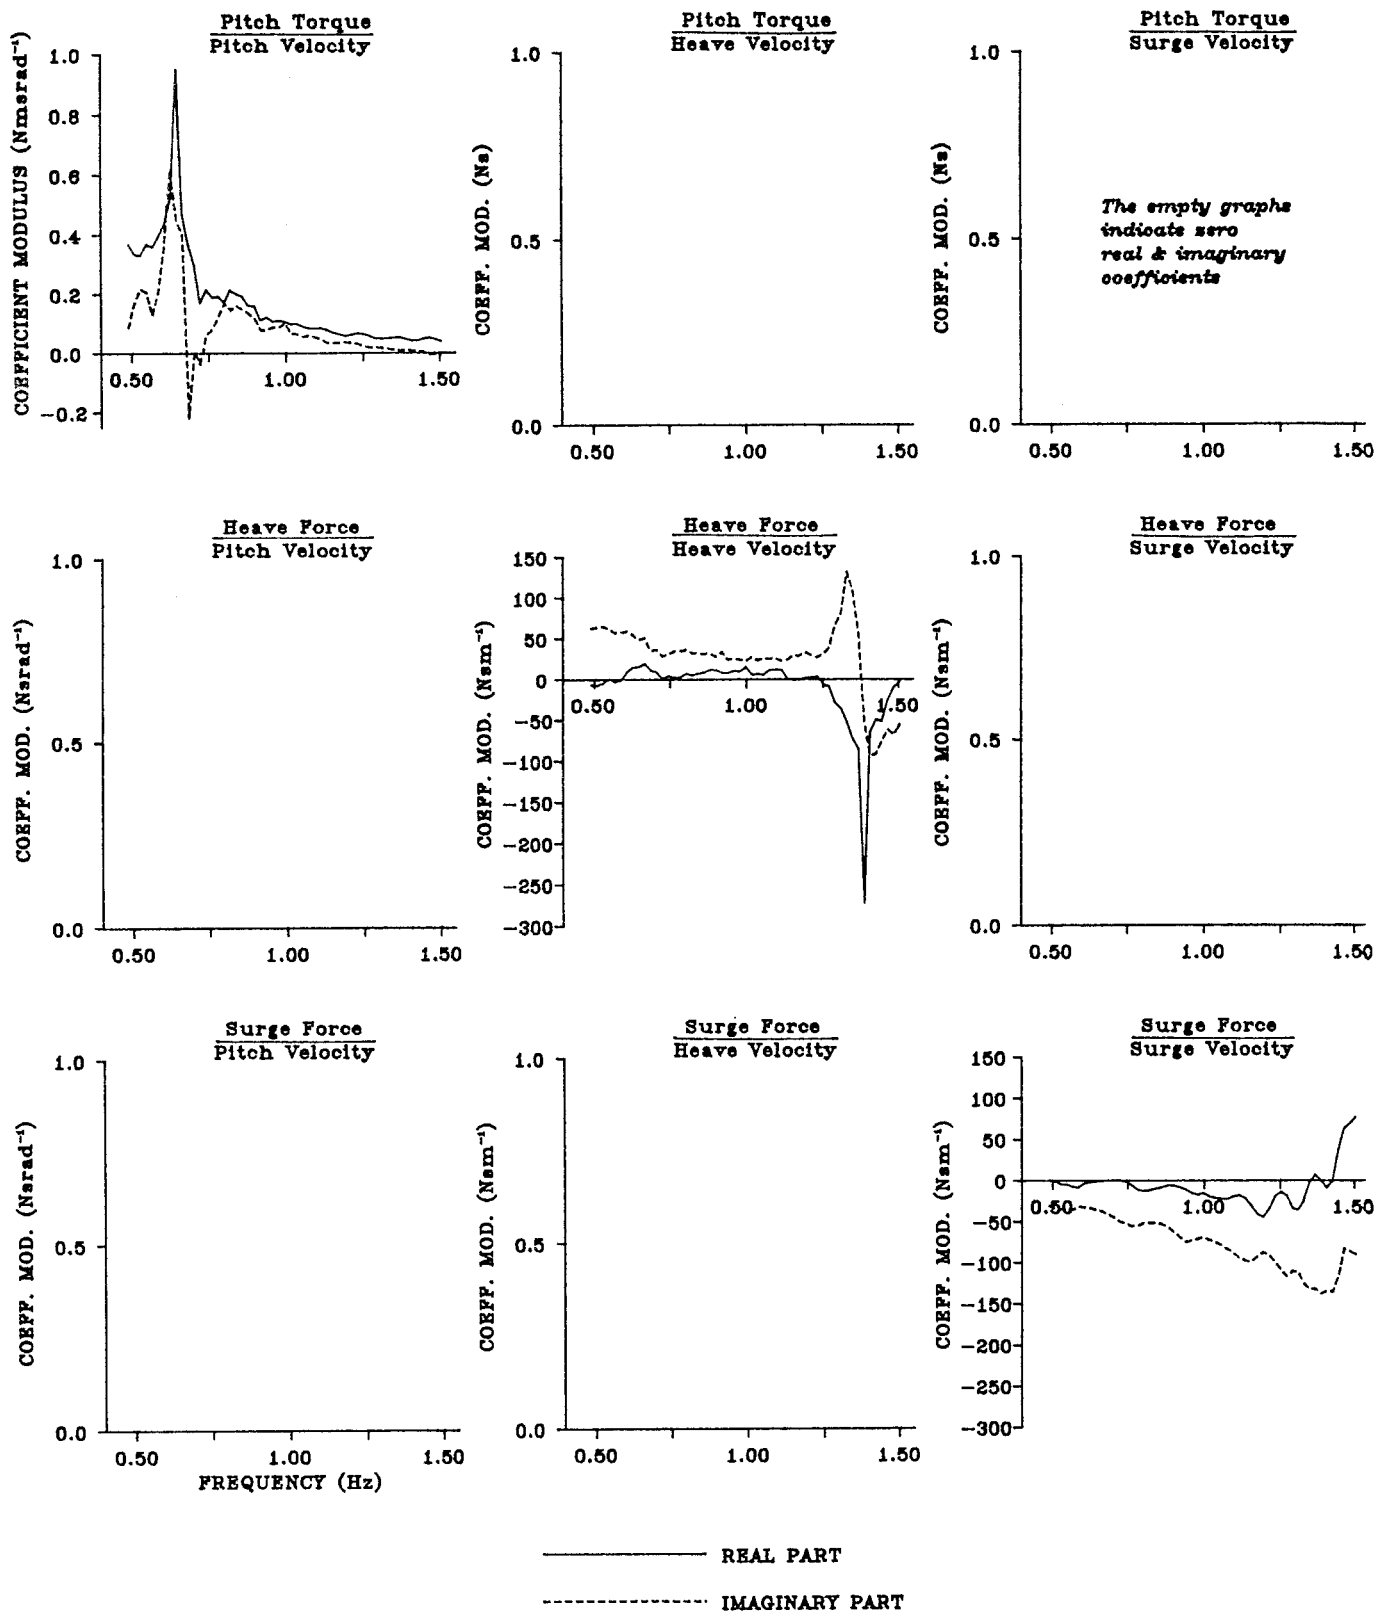 Pitch Torque
Pitch Velocity
Pitch Torque
Heave Velocity
Pitch Torque
Surge Velocity
COEFFICIENT MODULUS (Nmsrad⁻¹)
1.0
0.8
0.6
0.4
0.2
0.0
-0.2
0.50
1.00
1.50
COEFF. MOD. (Ns)
1.0
0.5
0.0
0.50
1.00
1.50
COEFF. MOD. (Ns)
1.0
0.5
0.0
0.50
1.00
1.50
The empty graphs
indicate zero
real & imaginary
coefficients
Heave Force
Pitch Velocity
Heave Force
Heave Velocity
Heave Force
Surge Velocity
COEFF. MOD. (Nsrad⁻¹)
1.0
0.5
0.0
0.50
1.00
1.50
COEFF. MOD. (Nsm⁻¹)
150
100
50
0
-50
-100
-150
-200
-250
-300
0.50
1.00
1.50
COEFF. MOD. (Nsm⁻¹)
1.0
0.5
0.0
0.50
1.00
1.50
Surge Force
Pitch Velocity
Surge Force
Heave Velocity
Surge Force
Surge Velocity
COEFF. MOD. (Nsrad⁻¹)
1.0
0.5
0.0
0.50
1.00
1.50
FREQUENCY (Hz)
COEFF. MOD. (Nsm⁻¹)
1.0
0.5
0.0
0.50
1.00
1.50
COEFF. MOD. (Nsm⁻¹)
150
100
50
0
-50
-100
-150
-200
-250
-300
0.50
1.00
1.50
REAL PART
IMAGINARY PART